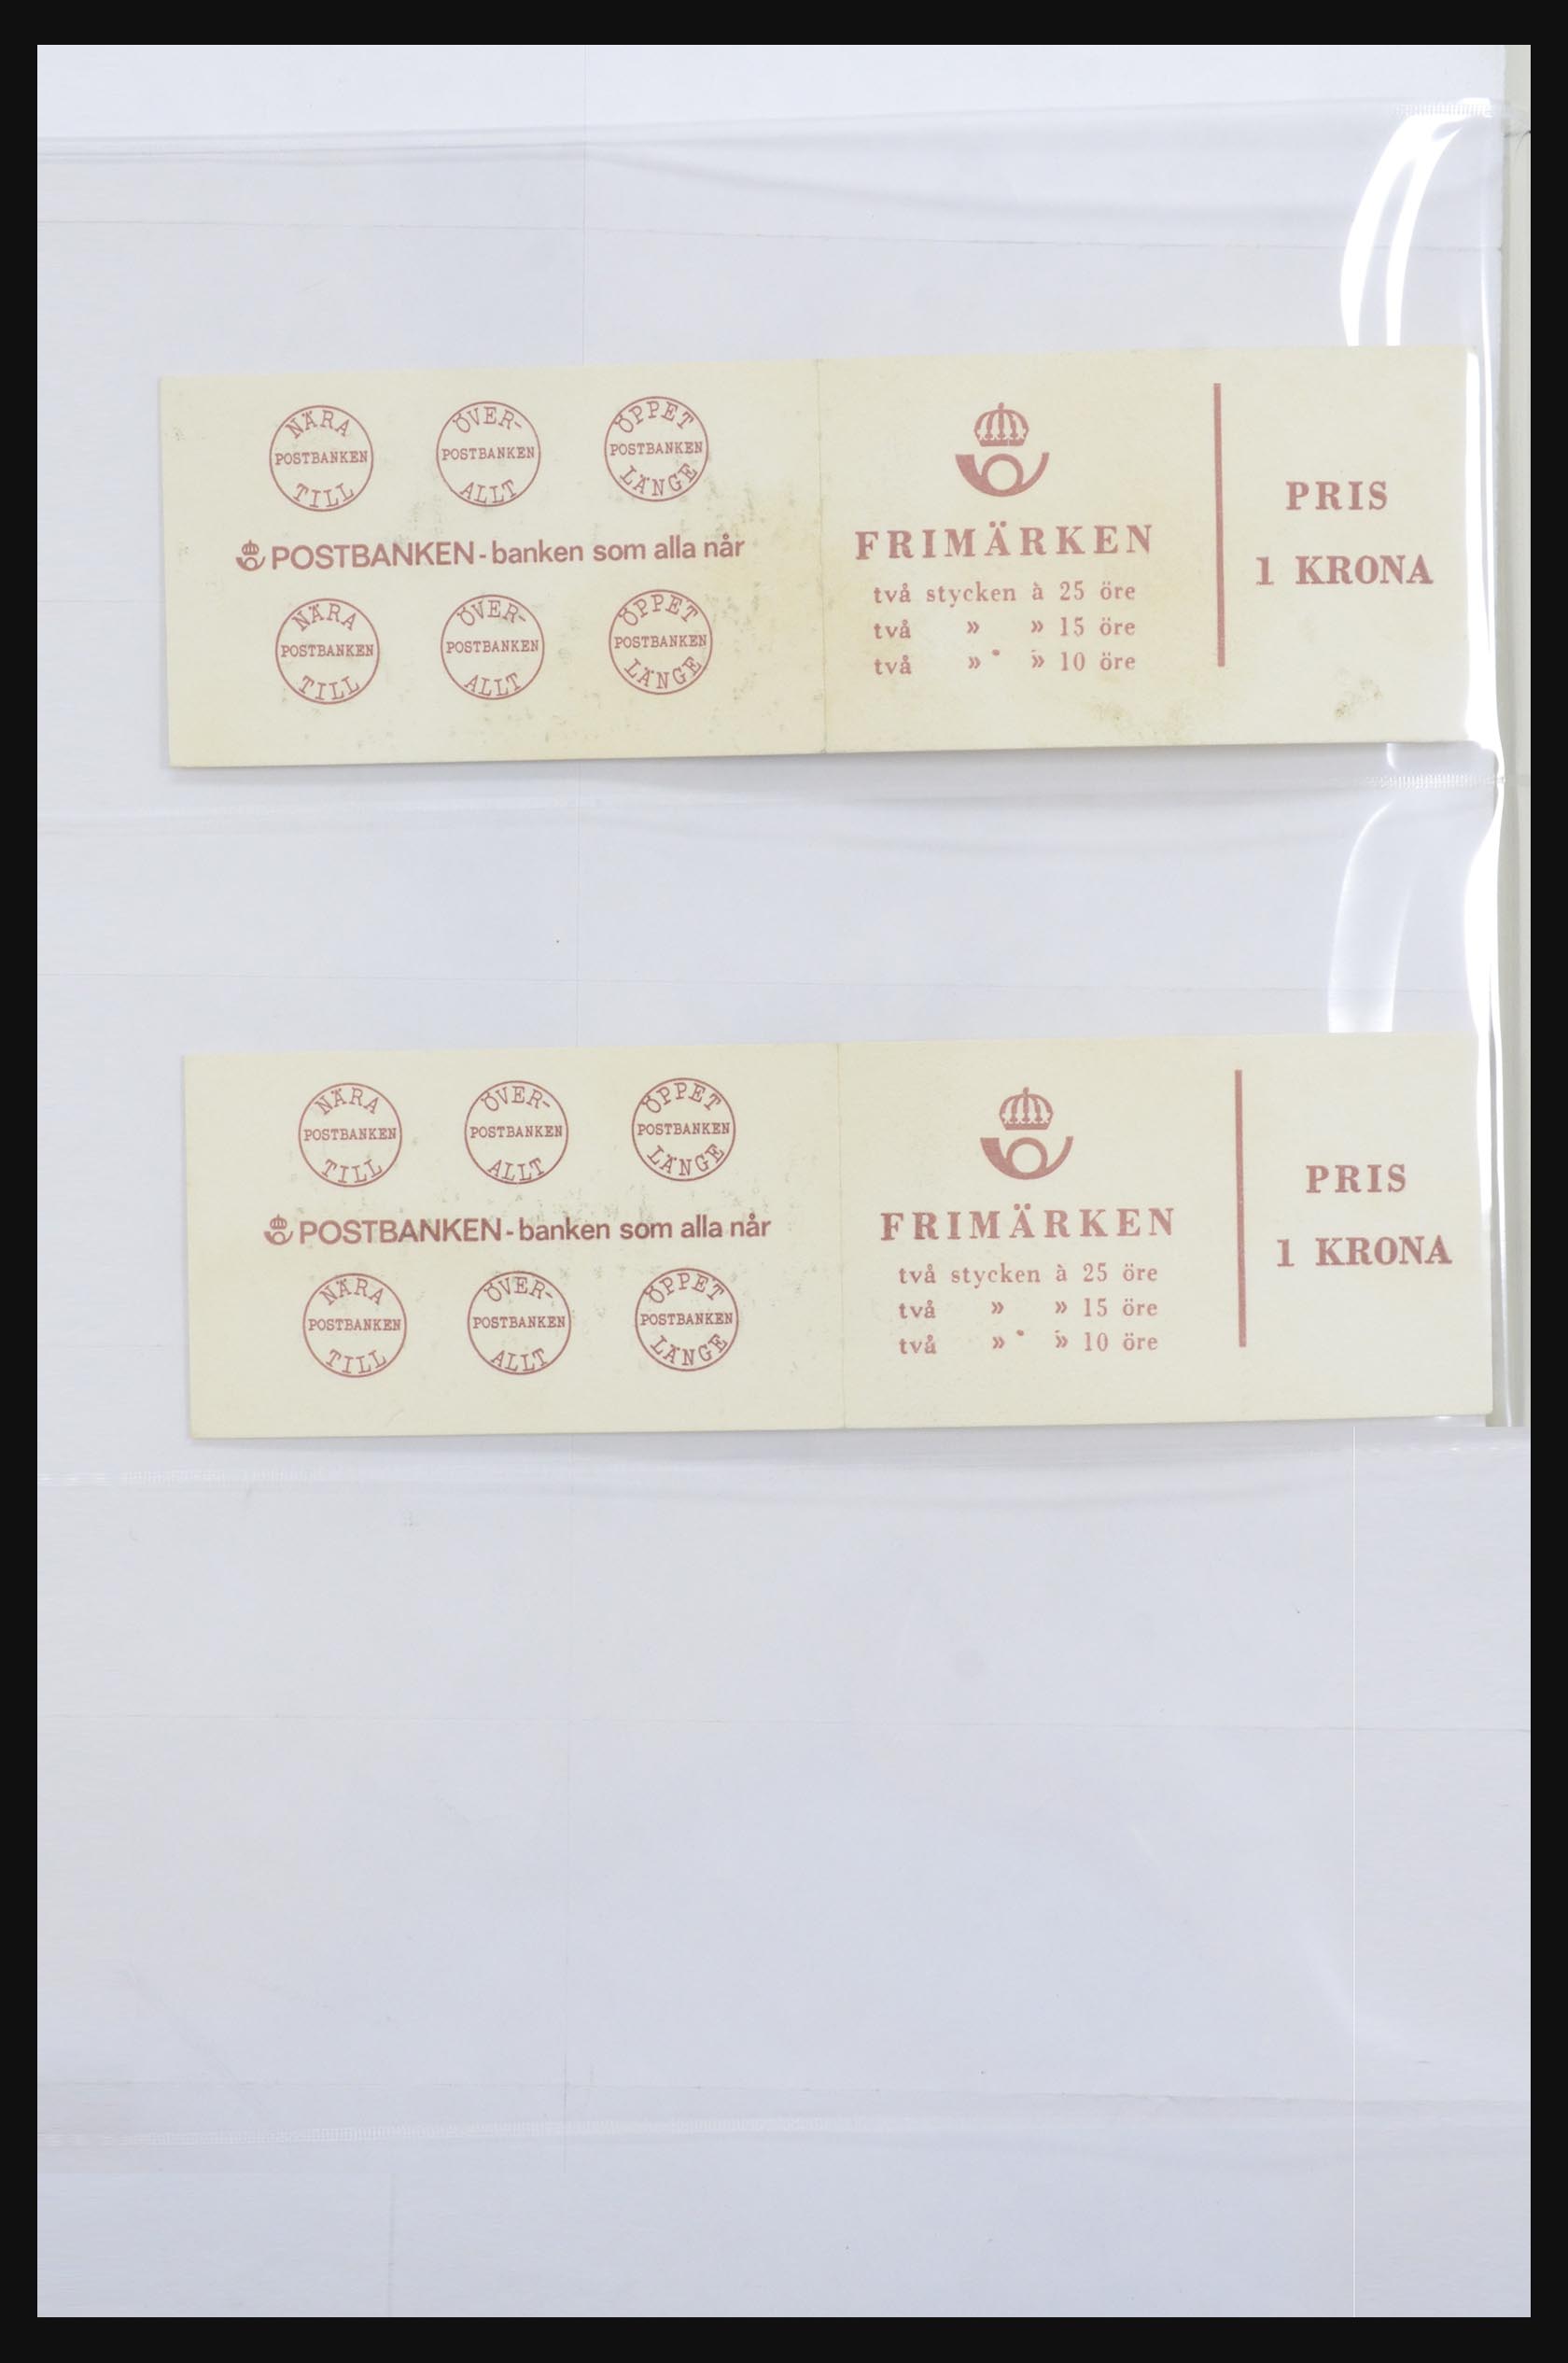 NÄRA POSTBANKEN TILL
ÖVER- POSTBANKEN ALLT
ÖPPET POSTBANKEN LÄNGE
POSTBANKEN - banken som alla når
NÄRA POSTBANKEN TILL
ÖVER- POSTBANKEN ALLT
ÖPPET POSTBANKEN LÄNGE
FRIMÄRKEN
två stycken à 25 öre
två » » 15 öre
två » » 10 öre
PRIS
1 KRONA
NÄRA POSTBANKEN TILL
ÖVER- POSTBANKEN ALLT
ÖPPET POSTBANKEN LÄNGE
POSTBANKEN - banken som alla når
NÄRA POSTBANKEN TILL
ÖVER- POSTBANKEN ALLT
ÖPPET POSTBANKEN LÄNGE
FRIMÄRKEN
två stycken à 25 öre
två » » 15 öre
två » » 10 öre
PRIS
1 KRONA